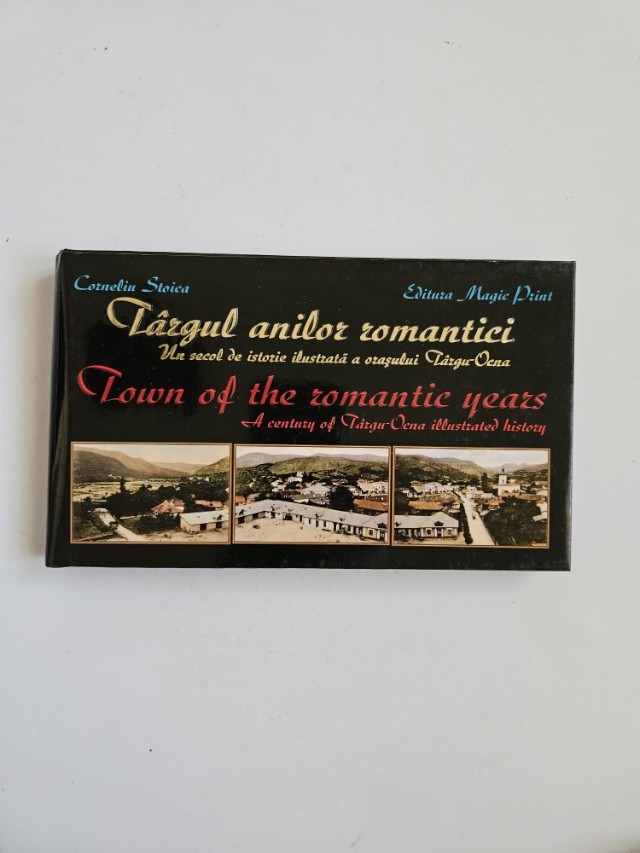 Corneliu Stoica
Editura Magic Print
Târgul anilor romantici
Un secol de istorie ilustrată a oraşului Târgu-Ocna
Town of the romantic years
A century of Târgu-Ocna illustrated history